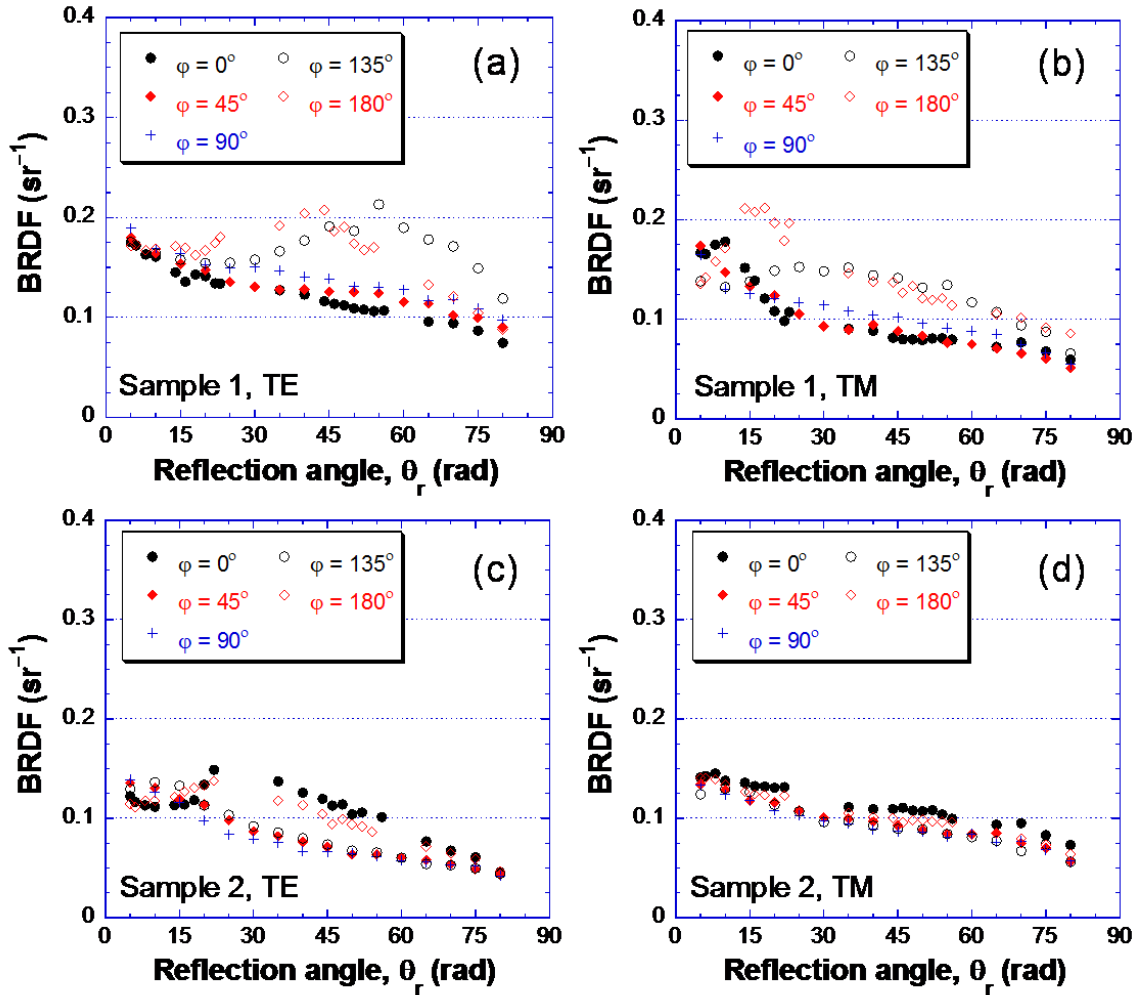 0.4
0.3
0.2
0.1
0
BRDF (sr⁻¹)
φ = 0° φ = 135°
φ = 45° φ = 180°
φ = 90°
(a)
Sample 1, TE
0 15 30 45 60 75 90
Reflection angle, θr (rad)
0.4
0.3
0.2
0.1
0
BRDF (sr⁻¹)
φ = 0° φ = 135°
φ = 45° φ = 180°
φ = 90°
(b)
Sample 1, TM
0 15 30 45 60 75 90
Reflection angle, θr (rad)
0.4
0.3
0.2
0.1
0
BRDF (sr⁻¹)
φ = 0° φ = 135°
φ = 45° φ = 180°
φ = 90°
(c)
Sample 2, TE
0 15 30 45 60 75 90
Reflection angle, θr (rad)
0.4
0.3
0.2
0.1
0
BRDF (sr⁻¹)
φ = 0° φ = 135°
φ = 45° φ = 180°
φ = 90°
(d)
Sample 2, TM
0 15 30 45 60 75 90
Reflection angle, θr (rad)